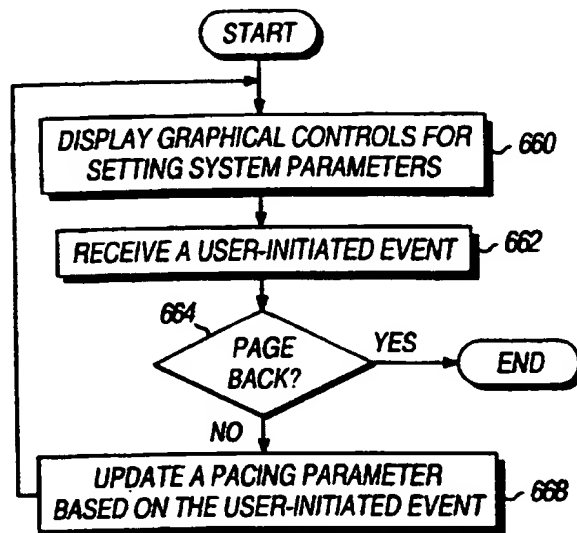 START
DISPLAY GRAPHICAL CONTROLS FOR
SETTING SYSTEM PARAMETERS
660
RECEIVE A USER-INITIATED EVENT
662
664
PAGE
BACK?
YES
END
NO
UPDATE A PACING PARAMETER
BASED ON THE USER-INITIATED EVENT
668